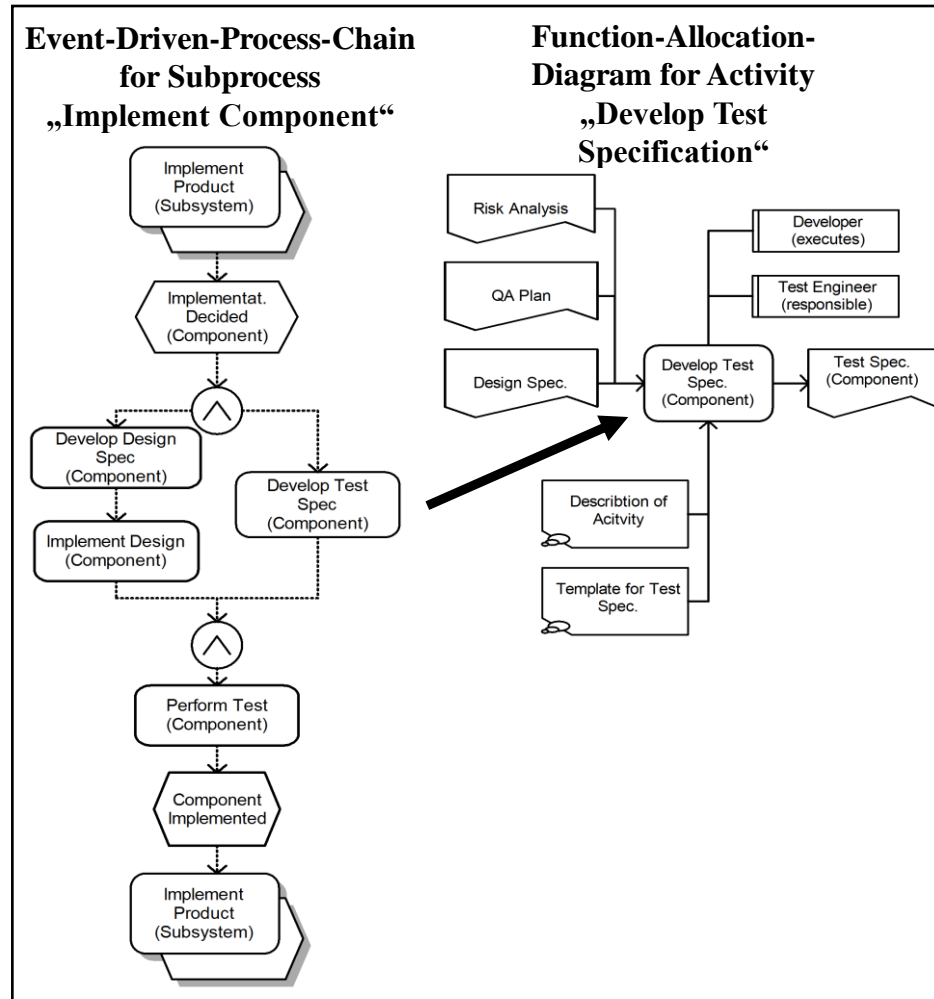 Event-Driven-Process-Chain
for Subprocess
„Implement Component“
Implement
Product
(Subsystem)
Implementat.
Decided
(Component)
Develop Design
Spec
(Component)
Develop Test
Spec
(Component)
Implement Design
(Component)
Perform Test
(Component)
Component
Implemented
Implement
Product
(Subsystem)
Function-Allocation-
Diagram for Activity
„Develop Test
Specification“
Risk Analysis
QA Plan
Design Spec.
Developer
(executes)
Test Engineer
(responsible)
Develop Test
Spec.
(Component)
Test Spec.
(Component)
Describtion of
Acitvity
Template for Test
Spec.